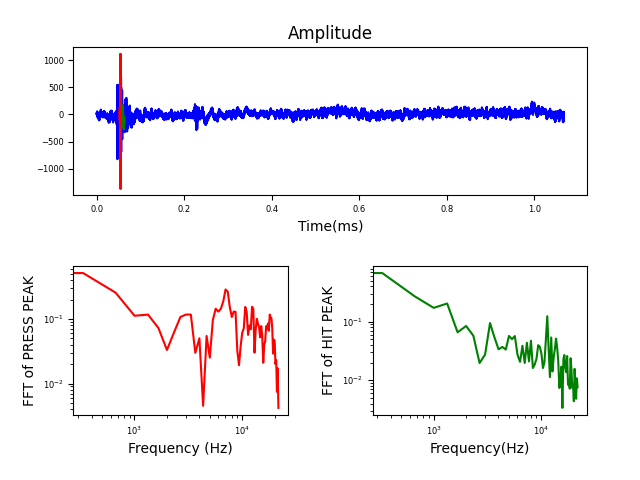 Amplitude
1000
500
0
−500
−1000
0.0 0.2 0.4 0.6 0.8 1.0
Time(ms)
FFT of PRESS PEAK
10⁻¹
10⁻²
10³ 10⁴
Frequency (Hz)
FFT of HIT PEAK
10⁻¹
10⁻²
10³ 10⁴
Frequency(Hz)